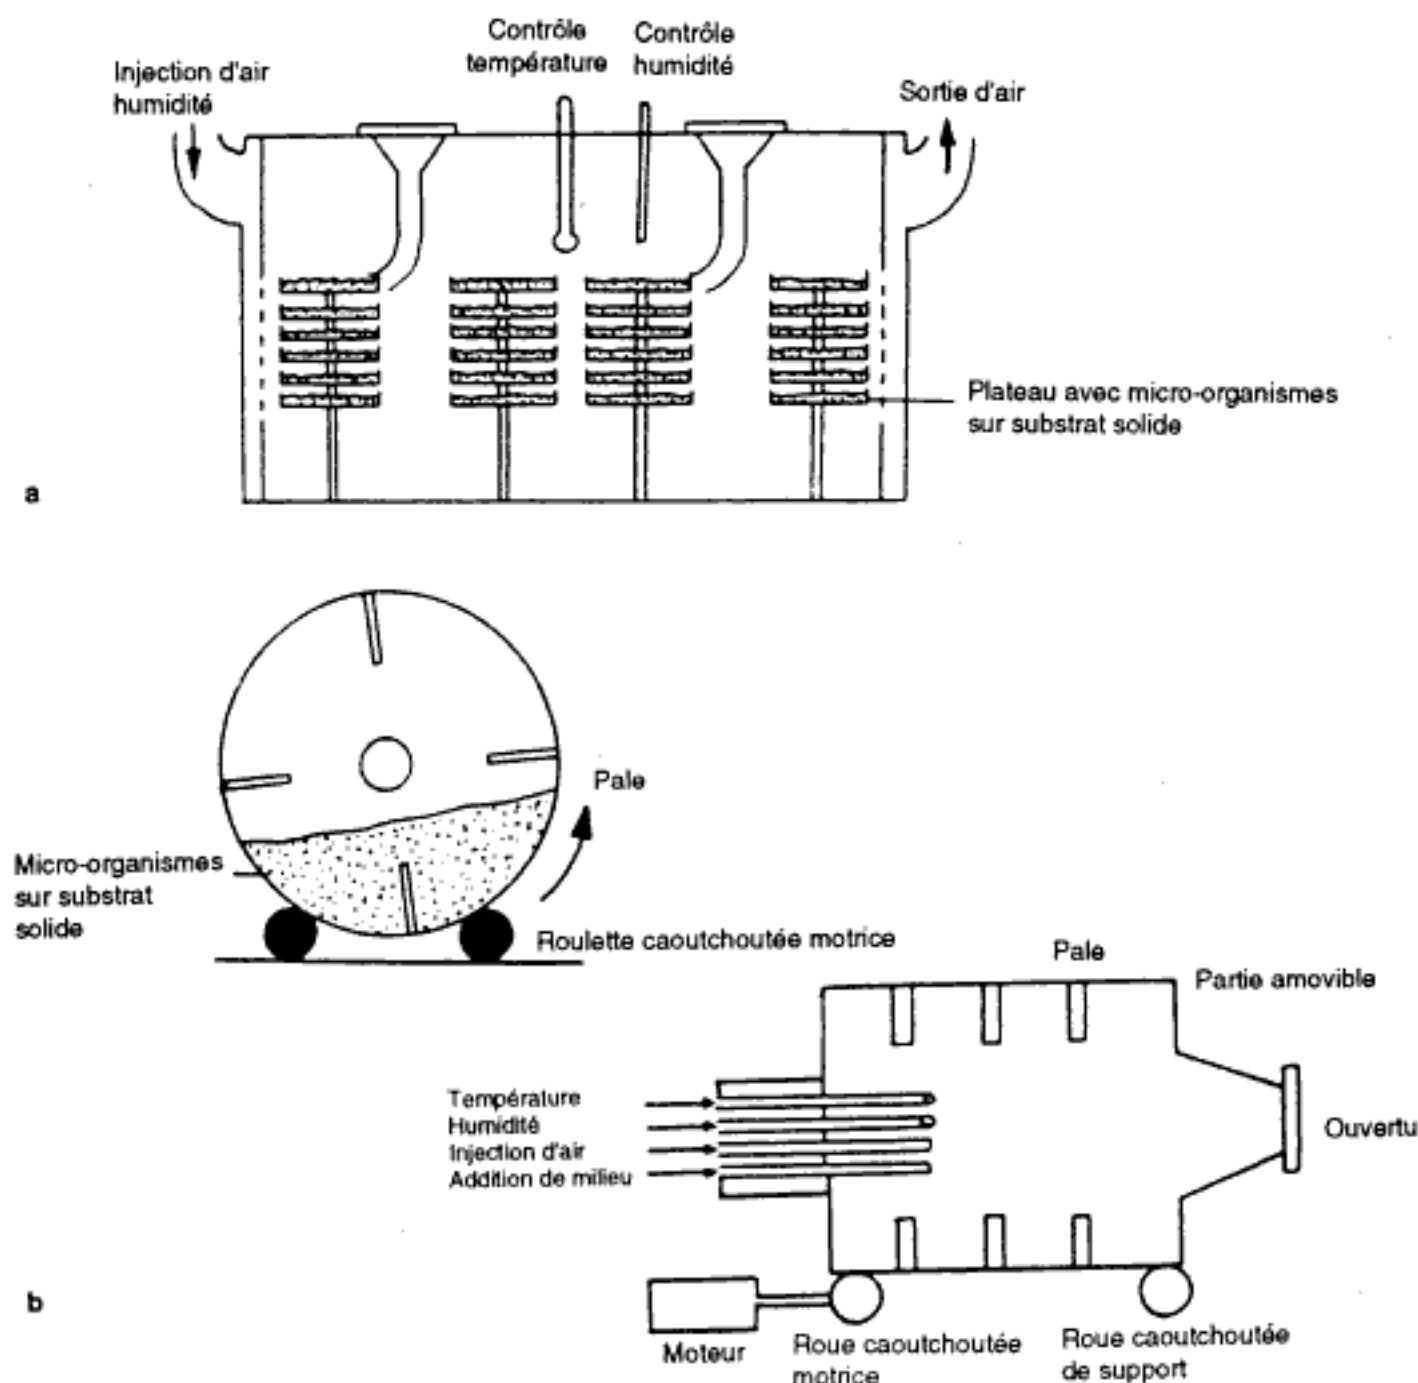 Contrôle
température
Contrôle
humidité
Injection d'air
humidité
Sortie d'air
Plateau avec micro-organismes
sur substrat solide
a
Pale
Micro-organismes
sur substrat
solide
Roulette caoutchoutée motrice
Pale
Partie amovible
Température
Humidité
Injection d'air
Addition de milieu
Ouvertu
b
Moteur
Roue caoutchoutée
motrice
Roue caoutchoutée
de support